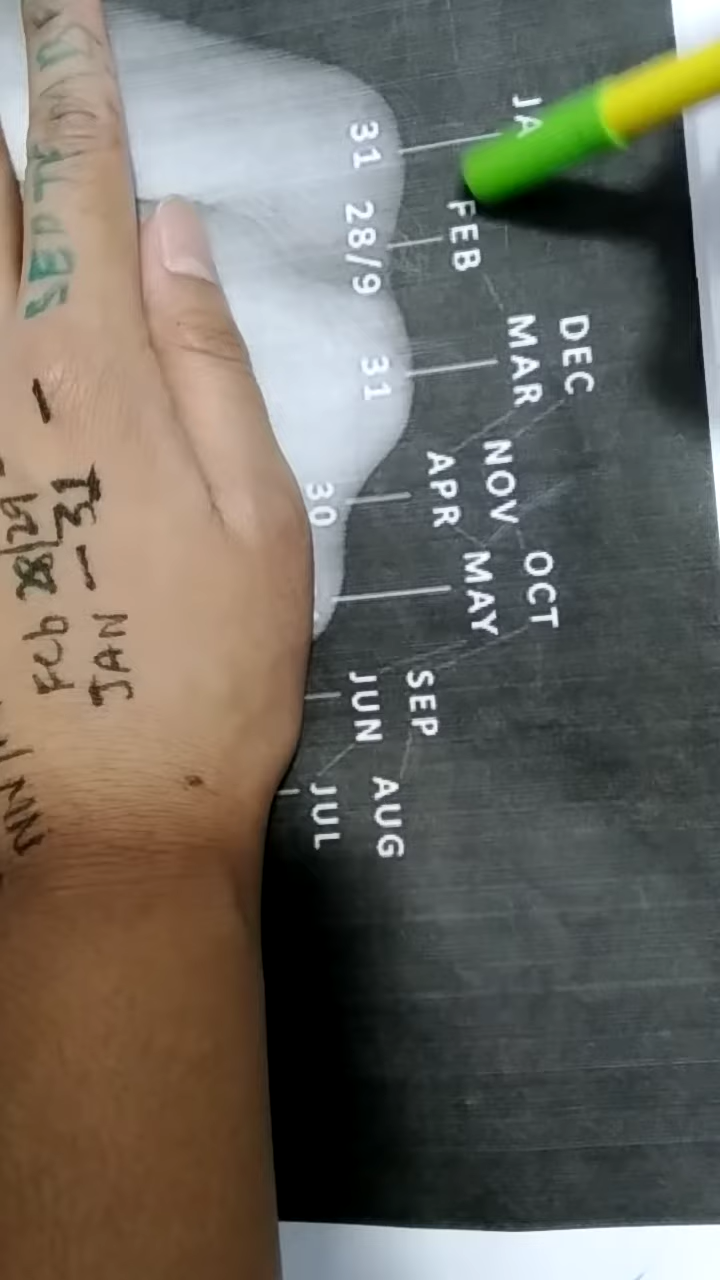 DEC
NOV
OCT
SEP
AUG
JA
FEB
MAR
APR
MAY
JUN
JUL
31
28/9
31
30
Feb 28/29
JAN - 31